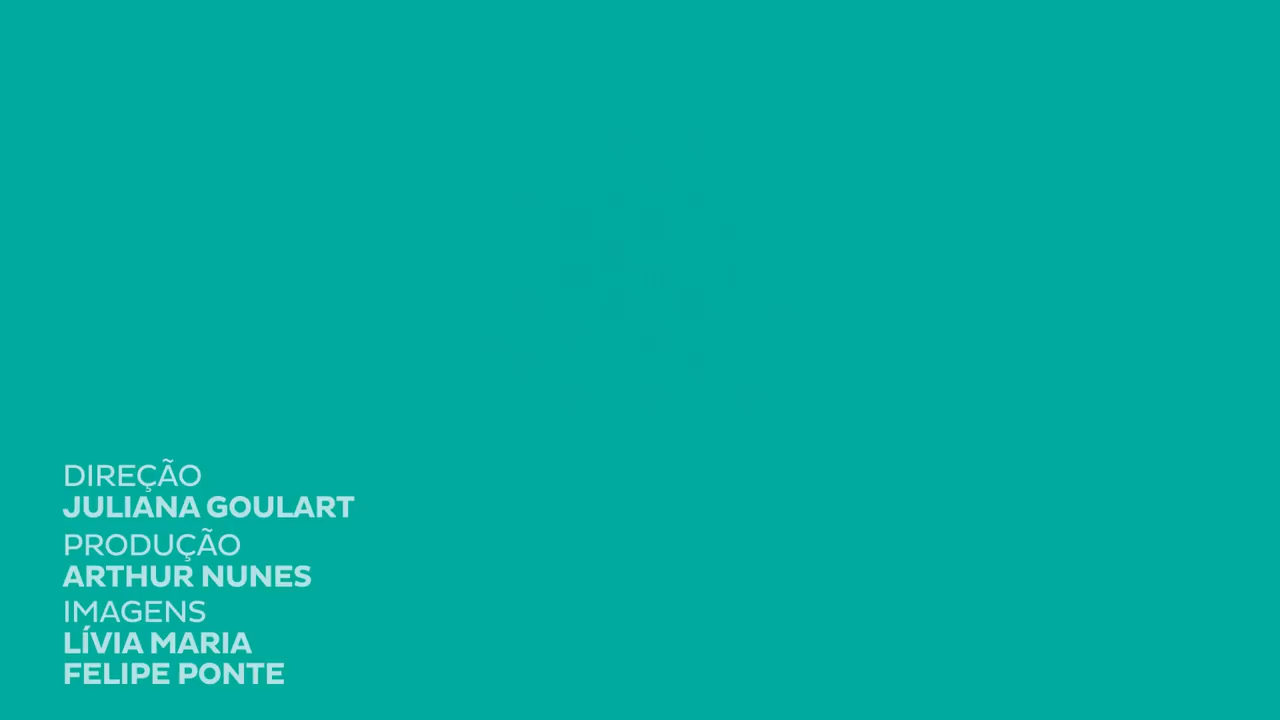 DIREÇÃO
JULIANA GOULART
PRODUÇÃO
ARTHUR NUNES
IMAGENS
LÍVIA MARIA
FELIPE PONTE